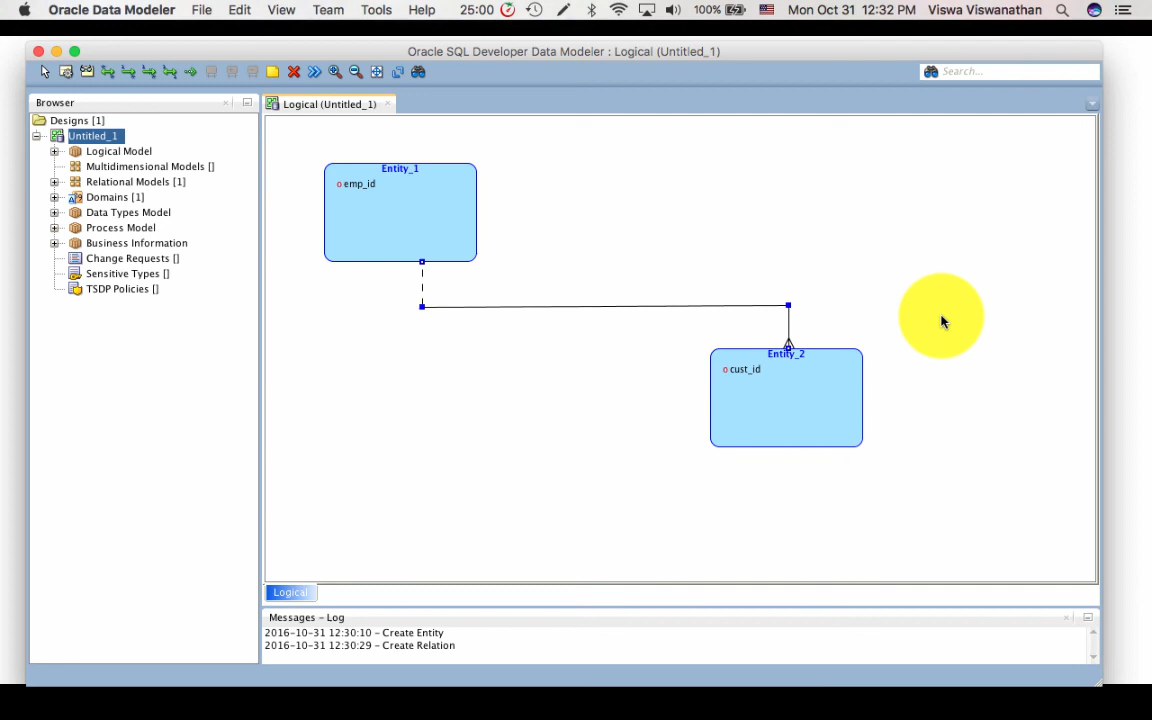 Oracle Data Modeler File Edit View Team Tools Help 25:00 100% Mon Oct 31 12:32 PM Viswa Viswanathan
Oracle SQL Developer Data Modeler : Logical (Untitled_1)
Search...
Browser
Logical (Untitled_1)
Designs [1]
Untitled_1
Logical Model
Multidimensional Models []
Relational Models [1]
Domains [1]
Data Types Model
Process Model
Business Information
Change Requests []
Sensitive Types []
TSDP Policies []
Entity_1
o emp_id
Entity_2
o cust_id
Logical
Messages - Log
2016-10-31 12:30:10 - Create Entity
2016-10-31 12:30:29 - Create Relation